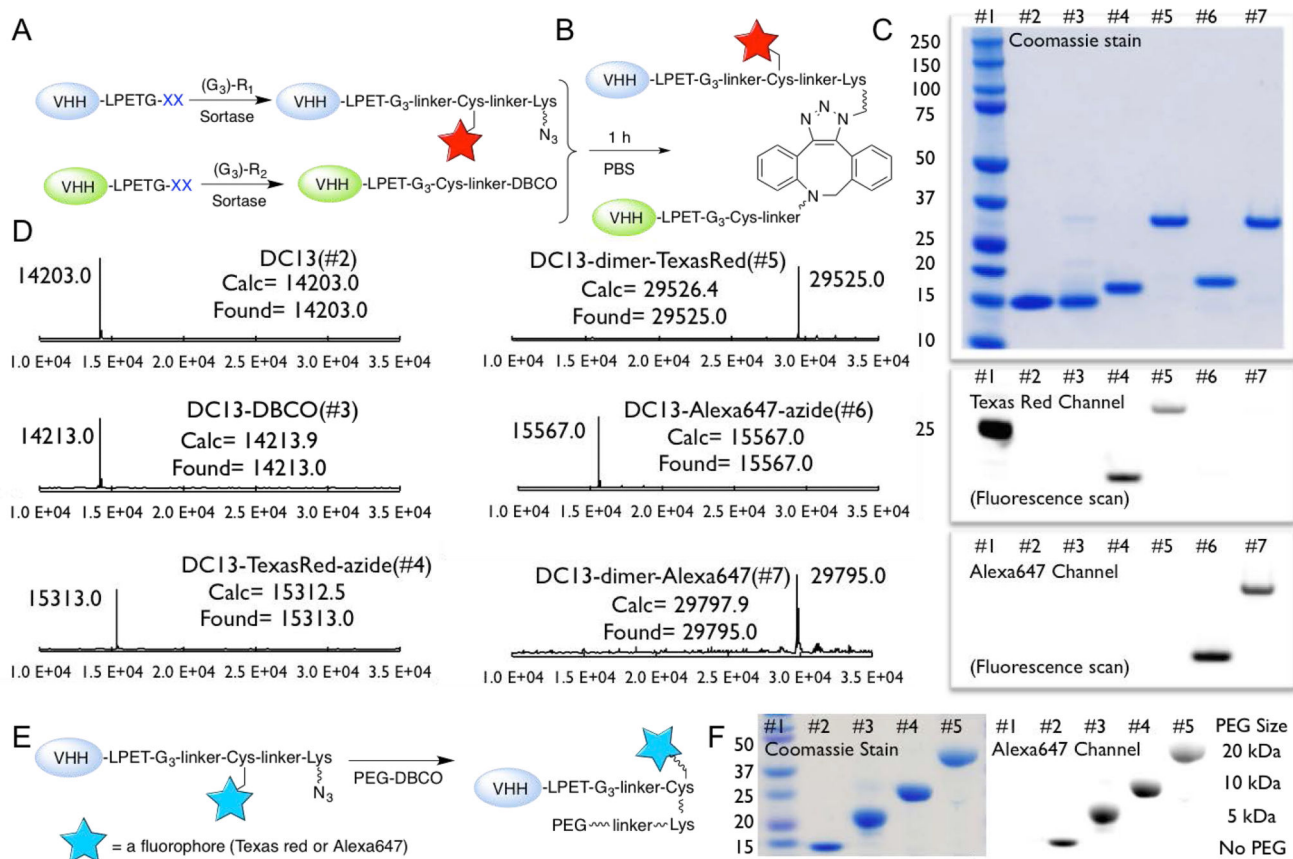 A
VHH
-LPETG-XX
(G3)-R1
Sortase
VHH
-LPET-G3-linker-Cys-linker-Lys
N3
VHH
-LPETG-XX
(G3)-R2
Sortase
VHH
-LPET-G3-Cys-linker-DBCO
B
1 h
PBS
VHH
-LPET-G3-linker-Cys-linker-Lys
N
N
N
N
VHH
-LPET-G3-Cys-linker
C
#1 #2 #3 #4 #5 #6 #7
Coomassie stain
250
150
100
75
50
37
25
20
15
10
#1 #2 #3 #4 #5 #6 #7
Texas Red Channel
25
(Fluorescence scan)
#1 #2 #3 #4 #5 #6 #7
Alexa647 Channel
(Fluorescence scan)
D
14203.0
DC13(#2)
Calc= 14203.0
Found= 14203.0
1.0 E+04 1.5 E+04 2.0 E+04 2.5 E+04 3.0 E+04 3.5 E+04
14213.0
DC13-DBCO(#3)
Calc= 14213.9
Found= 14213.0
1.0 E+04 1.5 E+04 2.0 E+04 2.5 E+04 3.0 E+04 3.5 E+04
15313.0
DC13-TexasRed-azide(#4)
Calc= 15312.5
Found= 15313.0
1.0 E+04 1.5 E+04 2.0 E+04 2.5 E+04 3.0 E+04 3.5 E+04
DC13-dimer-TexasRed(#5)
Calc= 29526.4
Found= 29525.0
29525.0
1.0 E+04 1.5 E+04 2.0 E+04 2.5 E+04 3.0 E+04 3.5 E+04
15567.0
DC13-Alexa647-azide(#6)
Calc= 15567.0
Found= 15567.0
1.0 E+04 1.5 E+04 2.0 E+04 2.5 E+04 3.0 E+04 3.5 E+04
DC13-dimer-Alexa647(#7)
Calc= 29797.9
Found= 29795.0
29795.0
1.0 E+04 1.5 E+04 2.0 E+04 2.5 E+04 3.0 E+04 3.5 E+04
E
VHH
-LPET-G3-linker-Cys-linker-Lys
N3
PEG-DBCO
VHH
-LPET-G3-linker-Cys
PEG linker Lys
= a fluorophore (Texas red or Alexa647)
F
#1 #2 #3 #4 #5
Coomassie Stain
50
37
25
20
15
#1 #2 #3 #4 #5
Alexa647 Channel
PEG Size
20 kDa
10 kDa
5 kDa
No PEG